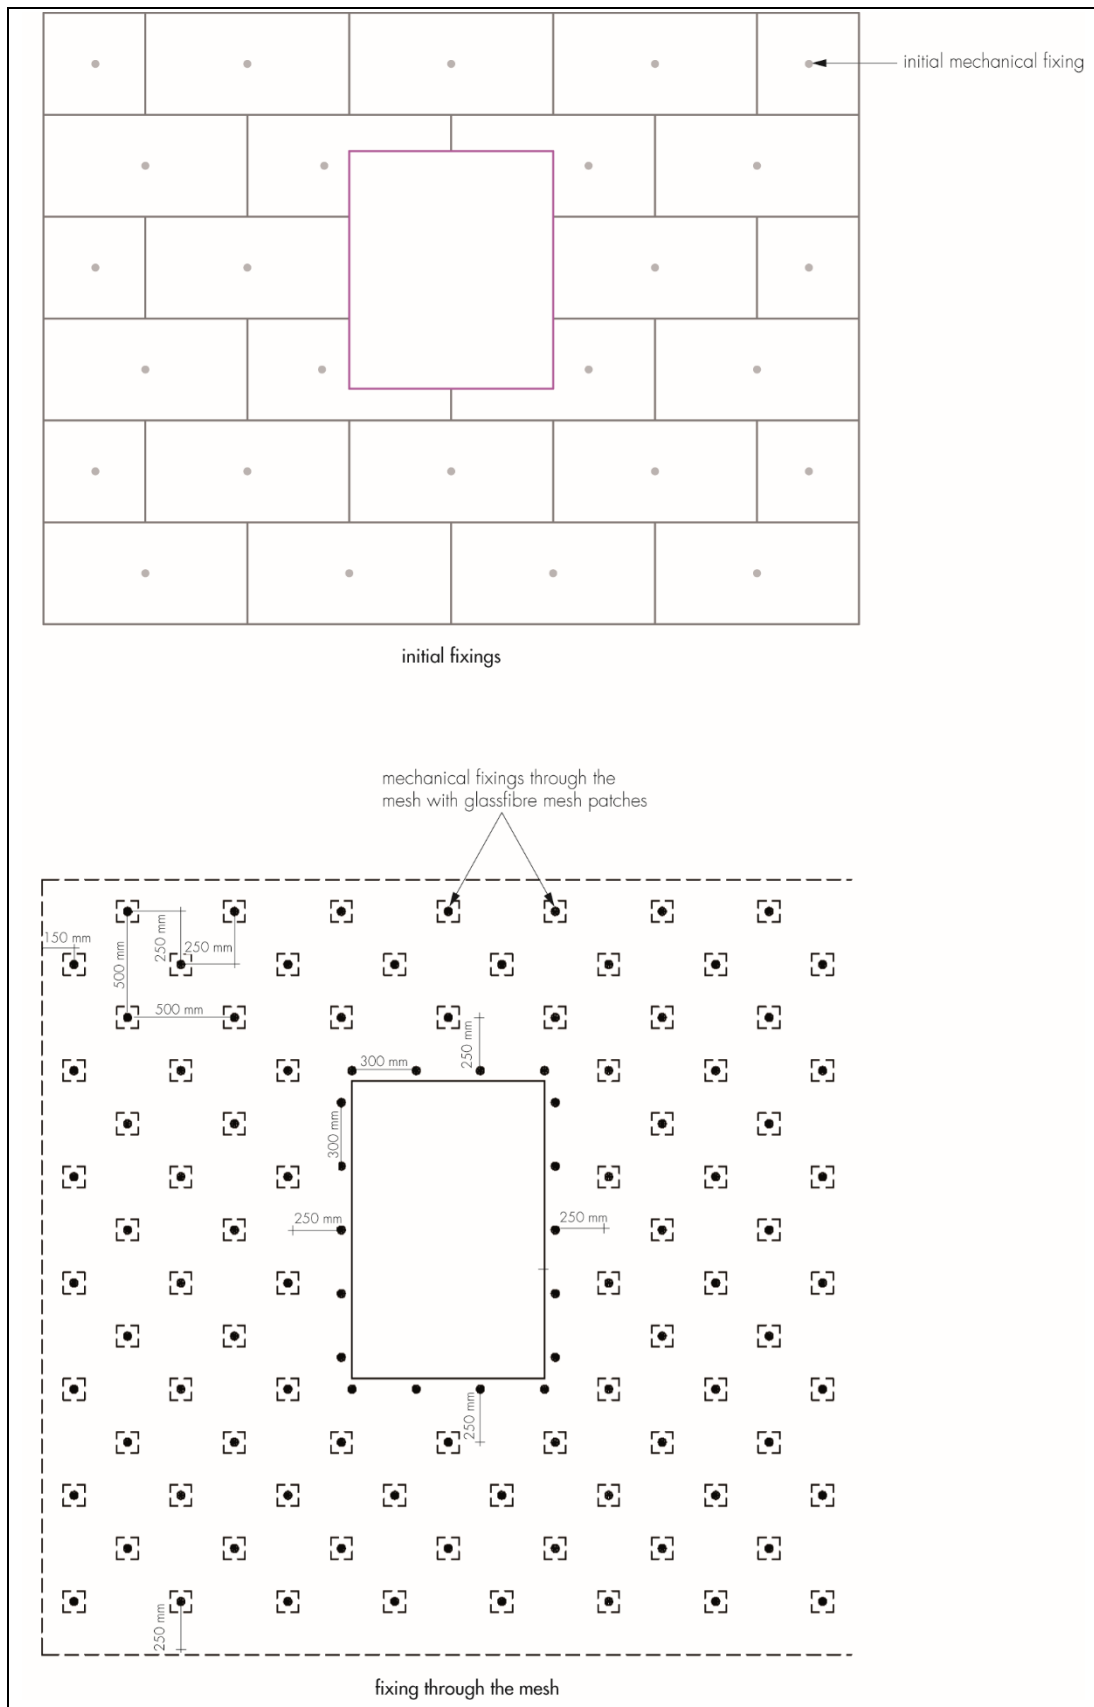 initial mechanical fixing
initial fixings
mechanical fixings through the
mesh with glassfibre mesh patches
150 mm
500 mm
250 mm
250 mm
500 mm
250 mm
300 mm
300 mm
250 mm
250 mm
250 mm
250 mm
fixing through the mesh